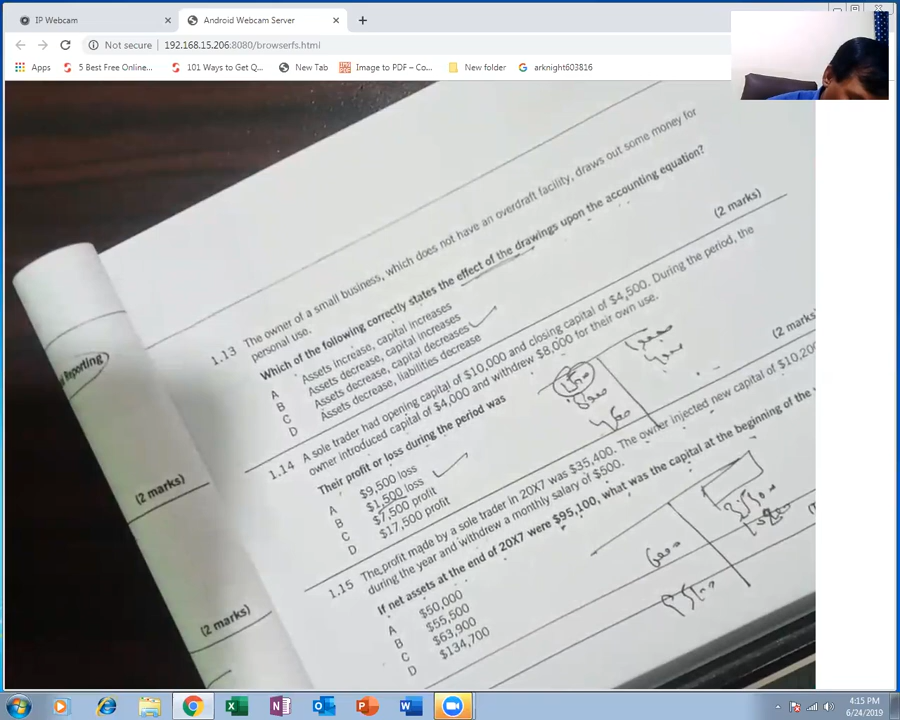 IP Webcam
Android Webcam Server
Not secure
192.168.15.206:8080/browserfs.html
Apps
5 Best Free Online...
101 Ways to Get Q...
New Tab
Image to PDF – Co...
New folder
arknight603816
1.13 The owner of a small business, which does not have an overdraft facility, draws out some money for
personal use.
Which of the following correctly states the effect of the drawings upon the accounting equation?
A Assets increase, capital increases
B Assets decrease, capital increases
C Assets decrease, capital decreases
D Assets decrease, liabilities decrease
(2 marks)
1.14 A sole trader had opening capital of $10,000 and closing capital of $4,500. During the period, the
owner introduced capital of $4,000 and withdrew $8,000 for their own use.
Their profit or loss during the period was
A $9,500 loss
B $1,500 loss
C $7,500 profit
D $17,500 profit
(2 marks
1.15 The profit made by a sole trader in 20X7 was $35,400. The owner injected new capital of $10,200
during the year and withdrew a monthly salary of $500.
If net assets at the end of 20X7 were $95,100, what was the capital at the beginning of the
A $50,000
B $55,500
C $63,900
D $134,700
Reporting
(2 marks)
(2 marks)
4:15 PM
6/24/2019